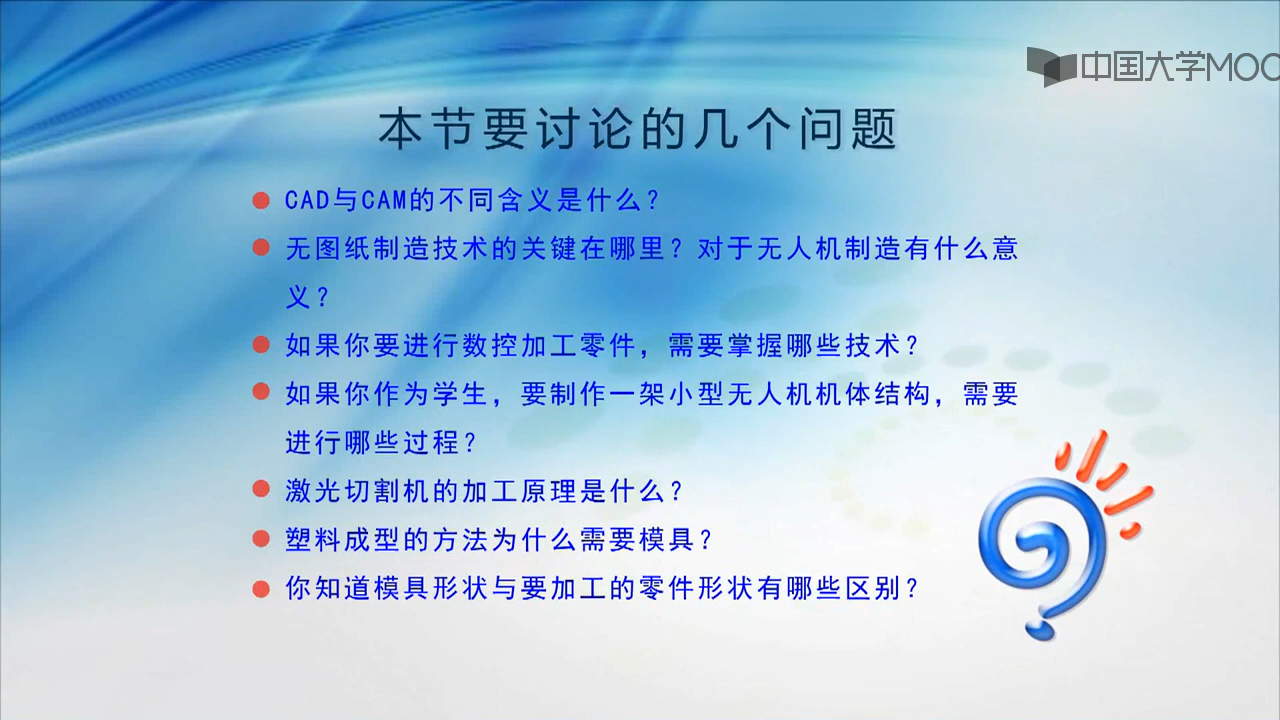 中国大学MOO
本节要讨论的几个问题
CAD与CAM的不同含义是什么？
无图纸制造技术的关键在哪里？对于无人机制造有什么意
义？
如果你要进行数控加工零件，需要掌握哪些技术？
如果你作为学生，要制作一架小型无人机机体结构，需要
进行哪些过程？
激光切割机的加工原理是什么？
塑料成型的方法为什么需要模具？
你知道模具形状与要加工的零件形状有哪些区别？